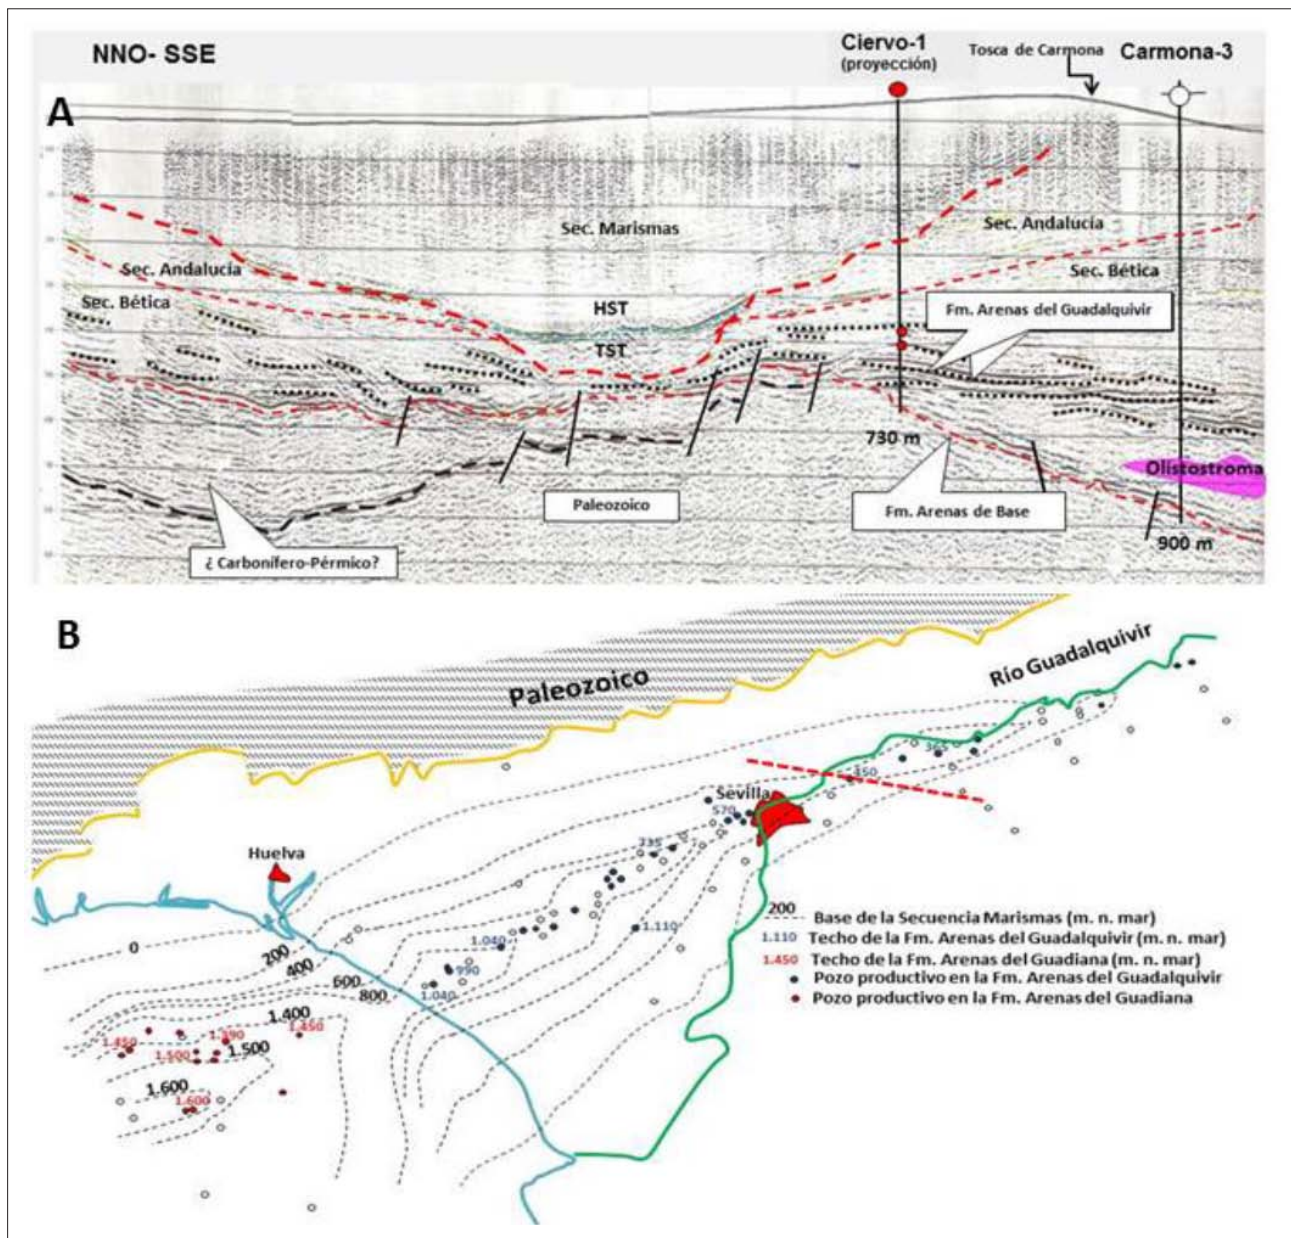 NNO- SSE
Ciervo-1
(proyección)
Tosca de Carmona
Carmona-3
A
Sec. Marismas
Sec. Andalucía
Sec. Andalucía
Sec. Bética
Sec. Bética
HST
Fm. Arenas del Guadalquivir
TST
730 m
Olistostroma
Paleozoico
Fm. Arenas de Base
900 m
¿ Carbonífero-Pérmico?
B
Río Guadalquivir
Paleozoico
365
450
Sevilla
570
735
Huelva
200
Base de la Secuencia Marismas (m. n. mar)
1.110
Techo de la Fm. Arenas del Guadalquivir (m. n. mar)
1.450
Techo de la Fm. Arenas del Guadiana (m. n. mar)
Pozo productivo en la Fm. Arenas del Guadalquivir
Pozo productivo en la Fm. Arenas del Guadiana
1.110
0
200
1.040
400
990
600
800
1.040
1.400
1.450
1.390
1.450
1.500
1.500
1.600
1.600